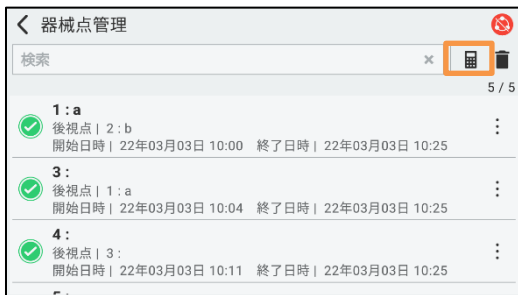 器械点管理
検索
5 / 5
1 : a
後視点 | 2 : b
開始日時 | 22年03月03日 10:00 終了日時 | 22年03月03日 10:25
3 :
後視点 | 1 : a
開始日時 | 22年03月03日 10:04 終了日時 | 22年03月03日 10:25
4 :
後視点 | 3 :
開始日時 | 22年03月03日 10:11 終了日時 | 22年03月03日 10:25